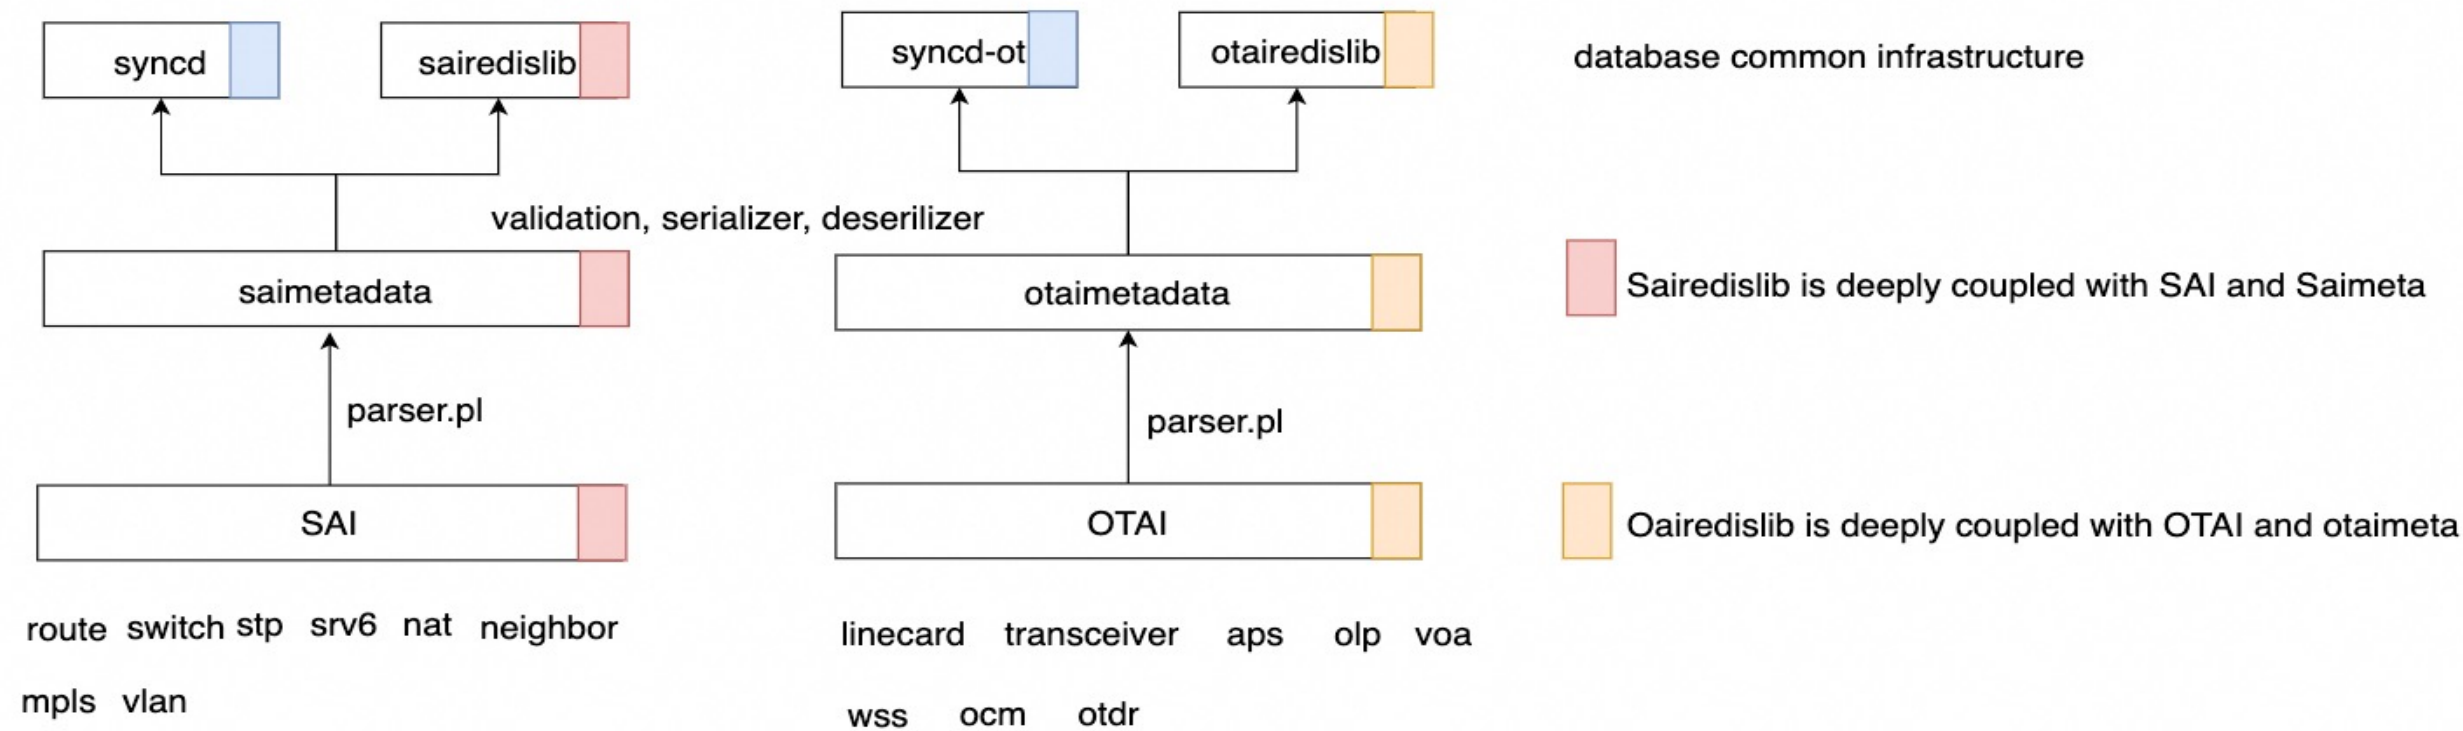 syncd
sairedislib
syncd-ot
otairedislib
database common infrastructure
validation, serializer, deserilizer
saimetadata
otaimetadata
Sairedislib is deeply coupled with SAI and Saimeta
parser.pl
parser.pl
SAI
OTAI
Oairedislib is deeply coupled with OTAI and otaimeta
route switch stp srv6 nat neighbor
linecard transceiver aps olp voa
mpls vlan
wss ocm otdr